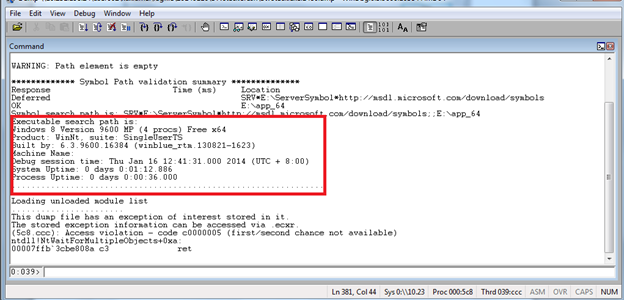 File Edit View Debug Window Help
Command
WARNING: Path element is empty
************* Symbol Path validation summary **************
Response Time (ms) Location
Deferred SRV*E:\ServerSymbol*http://msdl.microsoft.com/download/symbols
OK E:\app_64
Symbol search path is: SRV*E:\ServerSymbol*http://msdl.microsoft.com/download/symbols;;E:\app_64
Executable search path is:
Windows 8 Version 9600 MP (4 procs) Free x64
Product: WinNt, suite: SingleUserTS
Built by: 6.3.9600.16384 (winblue_rtm.130821-1623)
Machine Name:
Debug session time: Thu Jan 16 12:41:31.000 2014 (UTC + 8:00)
System Uptime: 0 days 0:01:12.886
Process Uptime: 0 days 0:00:36.000
................................................................
Loading unloaded module list
.......................
This dump file has an exception of interest stored in it.
The stored exception information can be accessed via .ecxr.
(5c8.ccc): Access violation - code c0000005 (first/second chance not available)
ntdll!NtWaitForMultipleObjects+0xa:
00007ffb`3cbe808a c3 ret
0:039>
Ln 381, Col 44 Sys 0:\\10.23 Proc 000:5c8 Thrd 039:ccc ASM OVR CAPS NUM